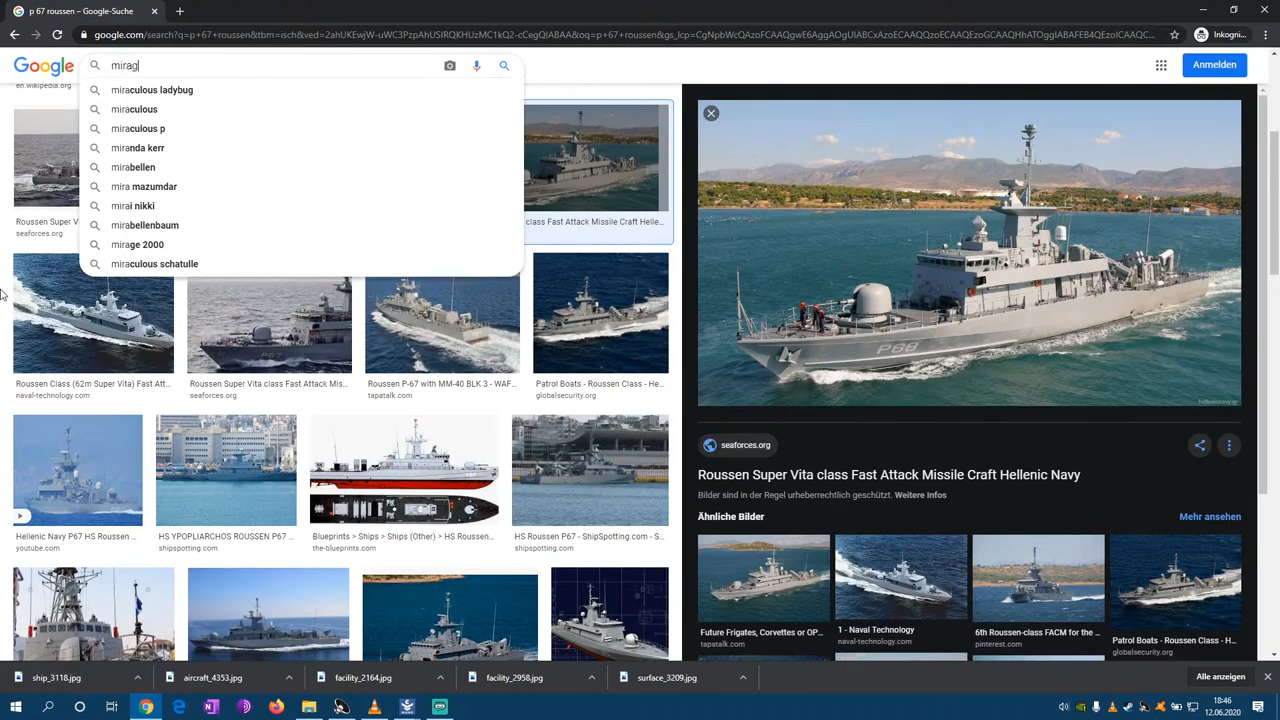 p 67 roussen – Google-Suche
google.com/search?q=p+67+roussen&tbm=isch&ved=2ahUKEwjW-uWC3PzpAhUSIRQKHUzMC1kQ2-cCegQIABAA&oq=p+67+roussen&gs_lcp=
Inkogni...
Google
mirag
Anmelden
en.wikipedia.org
miraculous ladybug
miraculous
miraculous p
miranda kerr
mirabellen
mira mazumdar
mirai nikki
mirabellenbaum
mirage 2000
miraculous schatulle
Roussen Super V
class Fast Attack Missile Craft Helle...
seaforces.org
P68
hellenicnavy.gr
P67
Roussen Class (62m Super Vita) Fast Att...
Roussen Super Vita class Fast Attack Mis...
Roussen P-67 with MM-40 BLK 3 - WAF...
Patrol Boats - Roussen Class - He...
naval-technology.com
seaforces.org
tapatalk.com
globalsecurity.org
seaforces.org
Roussen Super Vita class Fast Attack Missile Craft Hellenic Navy
Bilder sind in der Regel urheberrechtlich geschützt. Weitere Infos
Ähnliche Bilder
Mehr ansehen
Hellenic Navy P67 HS Roussen ...
HS YPOPLIARCHOS ROUSSEN P67 ...
Blueprints > Ships > Ships (Other) > HS Roussen...
HS Roussen P67 - ShipSpotting.com - S...
youtube.com
shipspotting.com
the-blueprints.com
shipspotting.com
Future Frigates, Corvettes or OP...
1 - Naval Technology
6th Roussen-class FACM for the ...
Patrol Boats - Roussen Class - H...
tapatalk.com
naval-technology.com
pinterest.com
globalsecurity.org
ship_3118.jpg
aircraft_4353.jpg
facility_2164.jpg
facility_2958.jpg
surface_3209.jpg
Alle anzeigen
18:46
12.06.2020